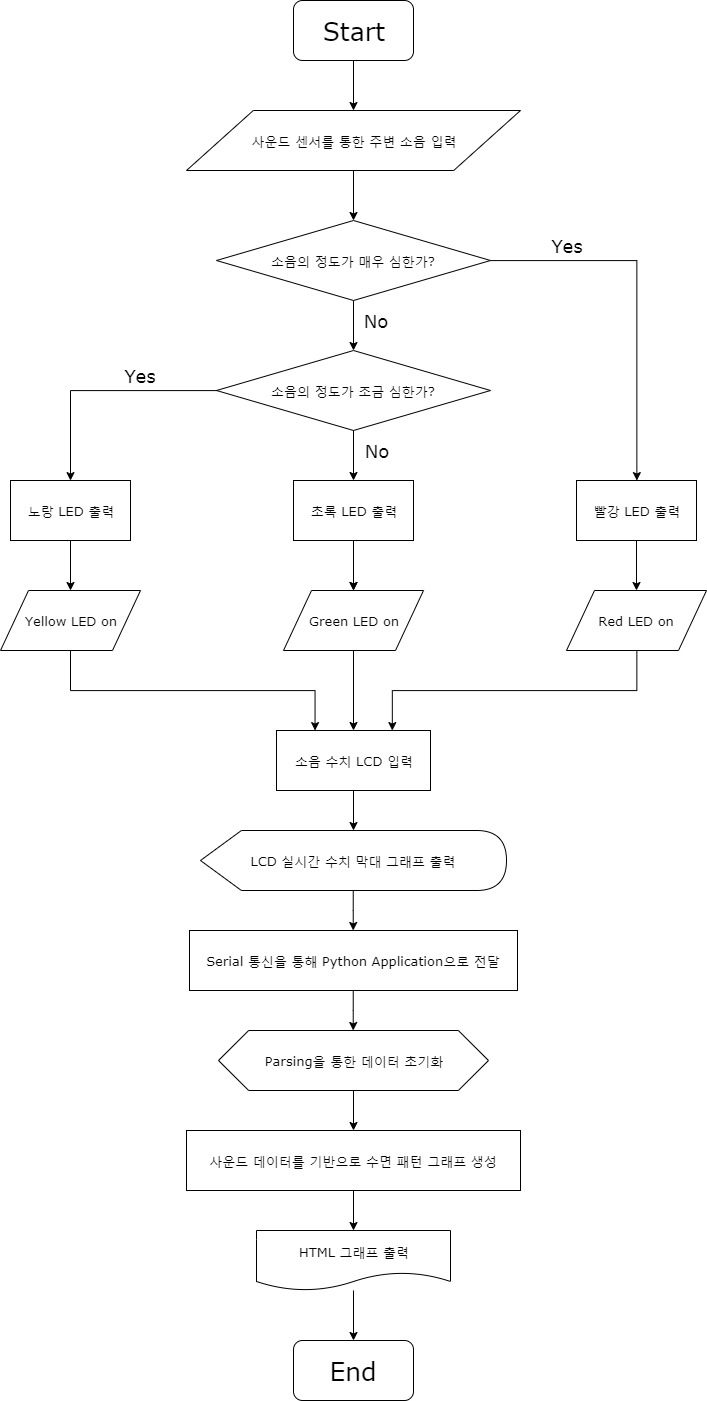 Start
사운드 센서를 통한 주변 소음 입력
소음의 정도가 매우 심한가?
Yes
No
소음의 정도가 조금 심한가?
Yes
No
노랑 LED 출력
초록 LED 출력
빨강 LED 출력
Yellow LED on
Green LED on
Red LED on
소음 수치 LCD 입력
LCD 실시간 수치 막대 그래프 출력
Serial 통신을 통해 Python Application으로 전달
Parsing을 통한 데이터 초기화
사운드 데이터를 기반으로 수면 패턴 그래프 생성
HTML 그래프 출력
End